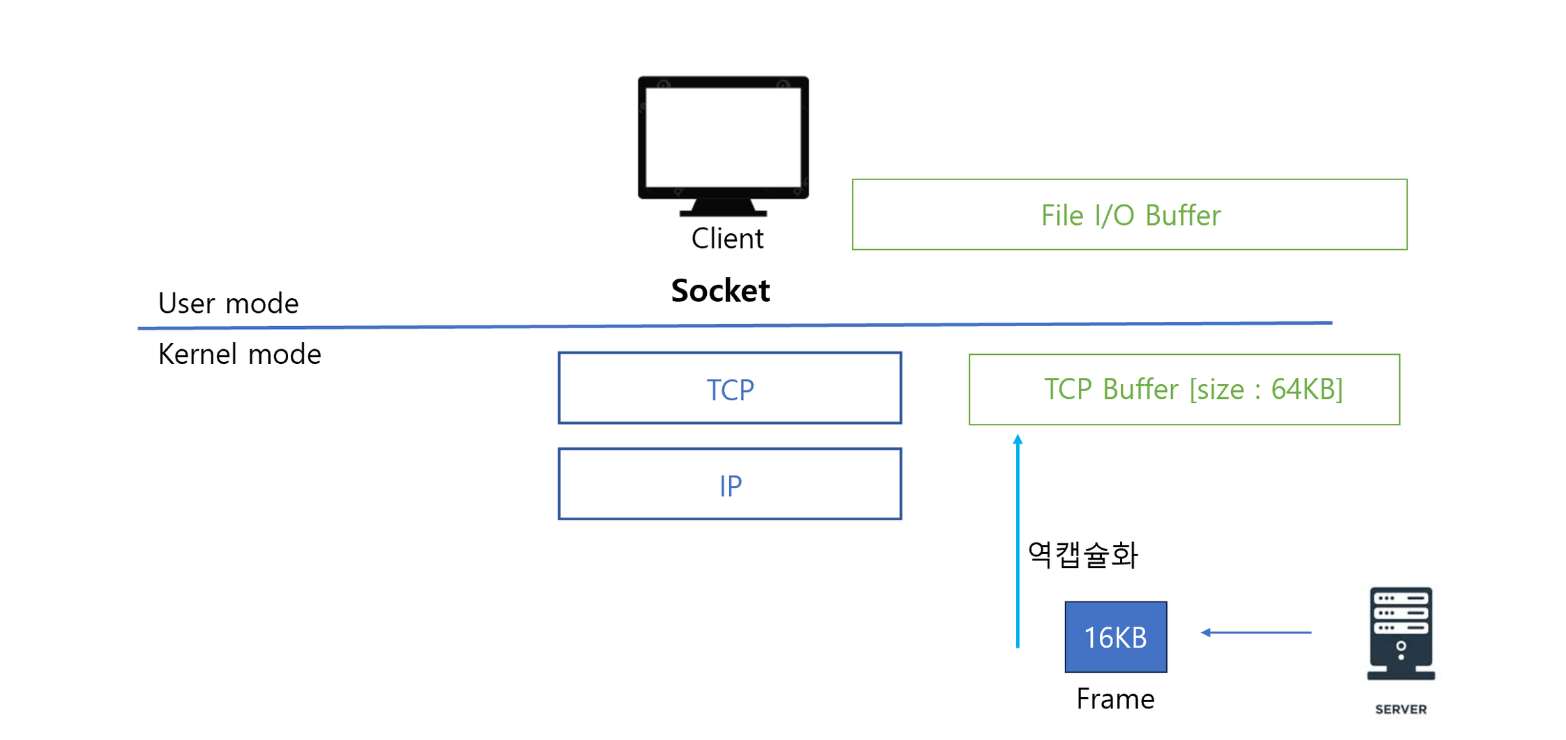 File I/O Buffer
Client
Socket
User mode
Kernel mode
TCP
TCP Buffer [size : 64KB]
IP
역캡슐화
16KB
Frame
SERVER